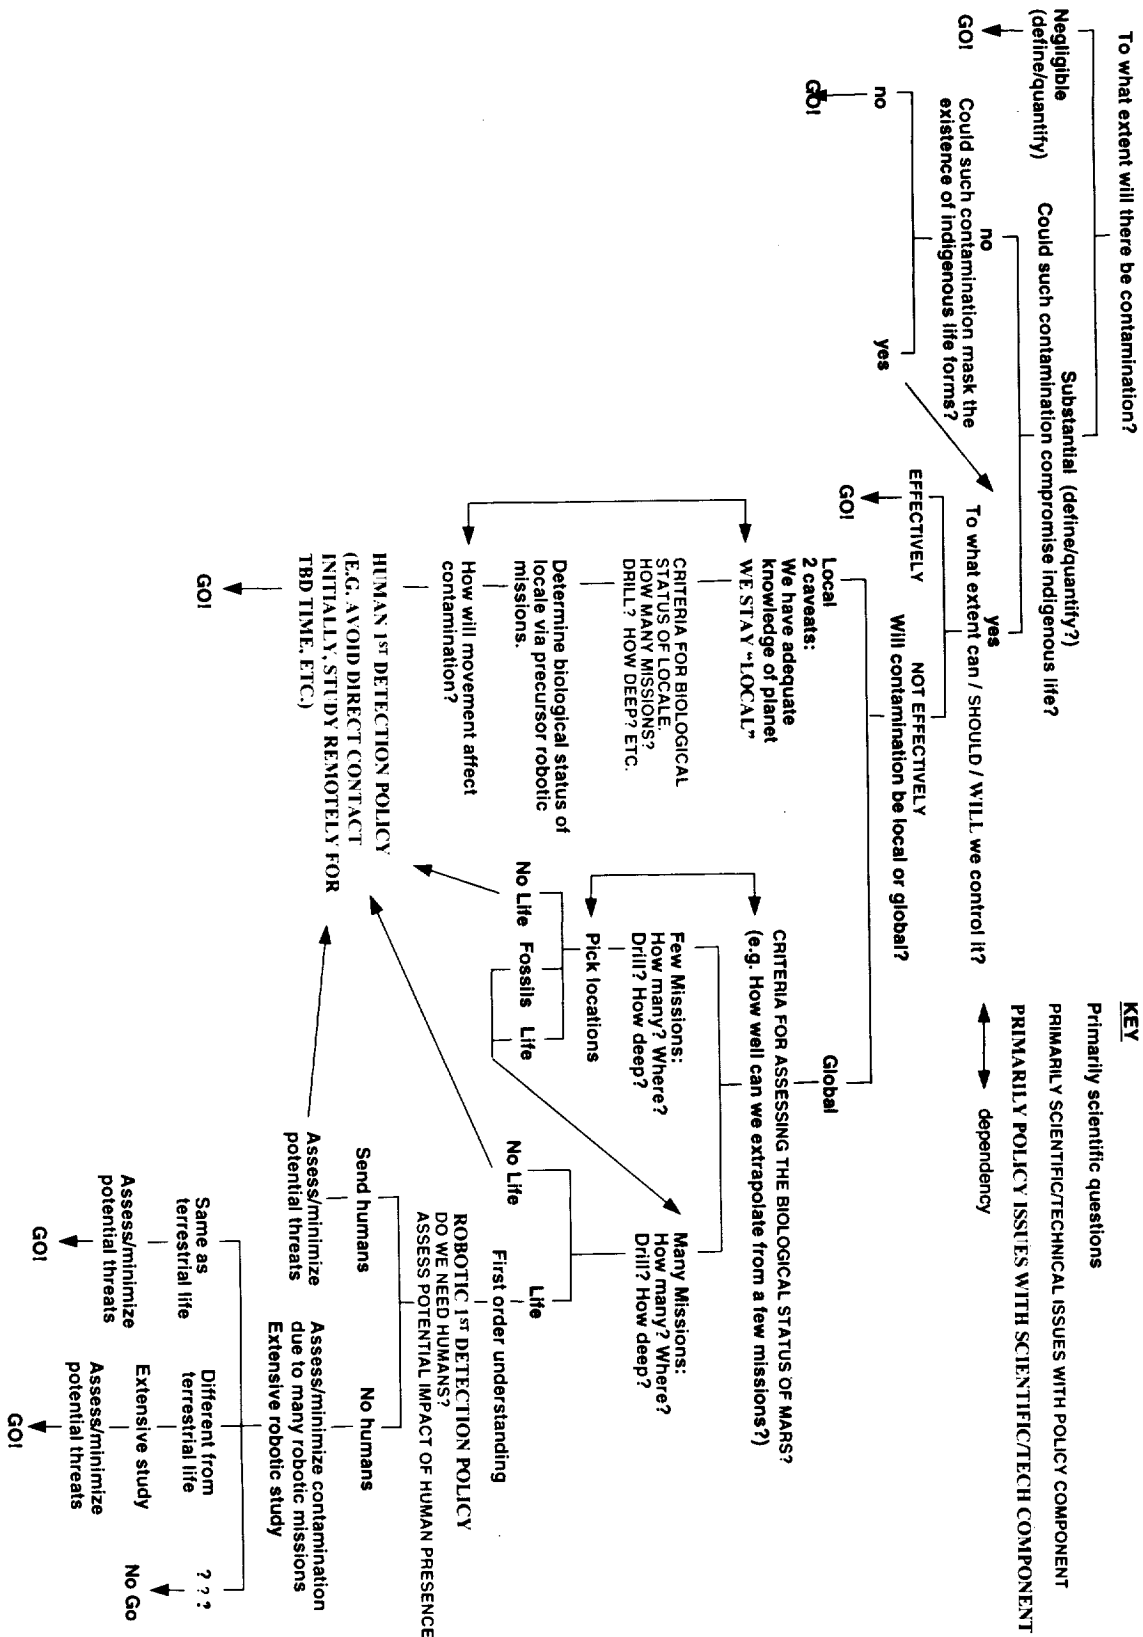 To what extent will there be contamination?
Negligible
(define/quantify)
GO!
Substantial (define/quantify?)
Could such contamination compromise indigenous life?
no
Could such contamination mask the
existence of indigenous life forms?
no
GO!
yes
yes
To what extent can / SHOULD / WILL we control it?
EFFECTIVELY
GO!
NOT EFFECTIVELY
Will contamination be local or global?
Local
2 caveats:
We have adequate
knowledge of planet
WE STAY "LOCAL"
CRITERIA FOR BIOLOGICAL
STATUS OF LOCALE.
HOW MANY MISSIONS?
DRILL? HOW DEEP? ETC.
Determine biological status of
locale via precursor robotic
missions.
How will movement affect
contamination?
HUMAN 1ST DETECTION POLICY
(E.G. AVOID DIRECT CONTACT
INITIALLY, STUDY REMOTELY FOR
TBD TIME, ETC.)
GO!
Global
CRITERIA FOR ASSESSING THE BIOLOGICAL STATUS OF MARS?
(e.g. How well can we extrapolate from a few missions?)
Few Missions:
How many? Where?
Drill? How deep?
Pick locations
No Life Fossils Life
Many Missions:
How many? Where?
Drill? How deep?
No Life
Life
First order understanding
ROBOTIC 1ST DETECTION POLICY
DO WE NEED HUMANS?
ASSESS POTENTIAL IMPACT OF HUMAN PRESENCE
Send humans
Assess/minimize
potential threats
No humans
Assess/minimize contamination
due to many robotic missions
Extensive robotic study
Same as
terrestrial life
Assess/minimize
potential threats
GO!
Different from
terrestrial life
Extensive study
Assess/minimize
potential threats
GO!
? ? ?
No Go
KEY
Primarily scientific questions
PRIMARILY SCIENTIFIC/TECHNICAL ISSUES WITH POLICY COMPONENT
PRIMARILY POLICY ISSUES WITH SCIENTIFIC/TECH COMPONENT
dependency